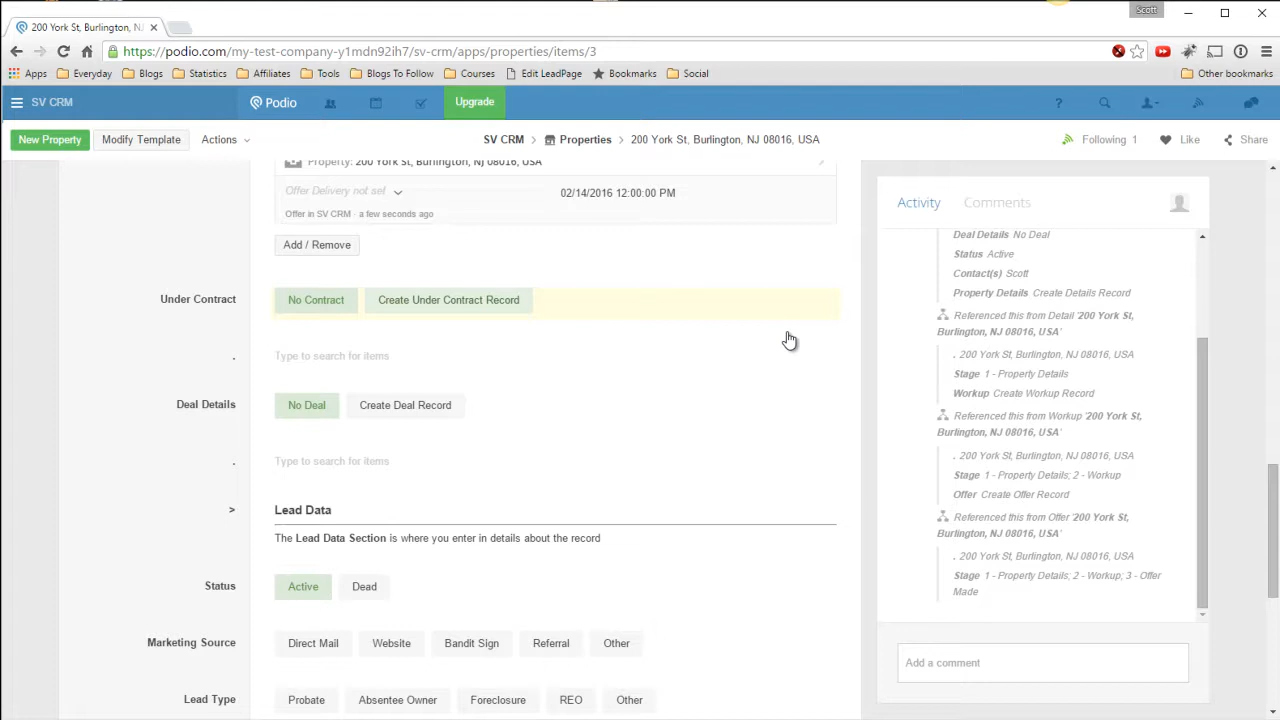 Scott
200 York St, Burlington, NJ
https://podio.com/my-test-company-y1mdn92ih7/sv-crm/apps/properties/items/3
Apps Everyday Blogs Statistics Affiliates Tools Blogs To Follow Courses Edit LeadPage Bookmarks Social Other bookmarks
SV CRM Podio Upgrade ?
New Property Modify Template Actions SV CRM Properties 200 York St, Burlington, NJ 08016, USA Following 1 Like Share
Property: 200 York St, Burlington, NJ 08016, USA
Offer Delivery not set 02/14/2016 12:00:00 PM
Offer in SV CRM - a few seconds ago
Add / Remove
Under Contract No Contract Create Under Contract Record
. Type to search for items
Deal Details No Deal Create Deal Record
. Type to search for items
> Lead Data
The Lead Data Section is where you enter in details about the record
Status Active Dead
Marketing Source Direct Mail Website Bandit Sign Referral Other
Lead Type Probate Absentee Owner Foreclosure REO Other
Activity Comments
Deal Details No Deal
Status Active
Contact(s) Scott
Property Details Create Details Record
Referenced this from Detail '200 York St,
Burlington, NJ 08016, USA'
. 200 York St, Burlington, NJ 08016, USA
Stage 1 - Property Details
Workup Create Workup Record
Referenced this from Workup '200 York St,
Burlington, NJ 08016, USA'
. 200 York St, Burlington, NJ 08016, USA
Stage 1 - Property Details; 2 - Workup
Offer Create Offer Record
Referenced this from Offer '200 York St,
Burlington, NJ 08016, USA'
. 200 York St, Burlington, NJ 08016, USA
Stage 1 - Property Details; 2 - Workup; 3 - Offer
Made
Add a comment